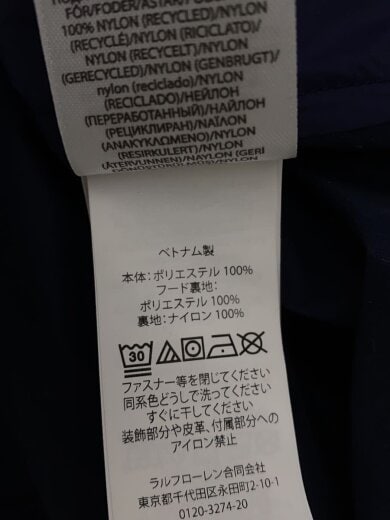 FÔR/FODER/ASTAR/
100% NYLON (RECYCLED)/NYLON
(RECYCLÉ)/NYLON (RICICLATO)/
NYLON (RECYCELT)/NYLON
(GERECYCLED)/NYLON (GENBRUGT)/
nylon (reciclado)/NYLON
(RECICLADO)/НЕЙЛОН
(ПЕРЕРАБОТАННЫЙ)/НАЙЛОН
(РЕЦИКЛИРАН)/ΝΑΪΛΟΝ
(ΑΝΑΚΥΚΛΩΜΕΝΟ)/NYLON
(RESIRKULERT)/NYLON
(ÅTERVUNNEN)/NAYLON (GERİ
ベトナム製
本体:ポリエステル 100%
フード裏地:
ポリエステル 100%
裏地:ナイロン 100%
30
ファスナー等を閉じてください
同系色どうしで洗ってください
すぐに干してください
装飾部分や皮革、付属部分への
アイロン禁止
ラルフローレン合同会社
東京都千代田区永田町2-10-1
0120-3274-20